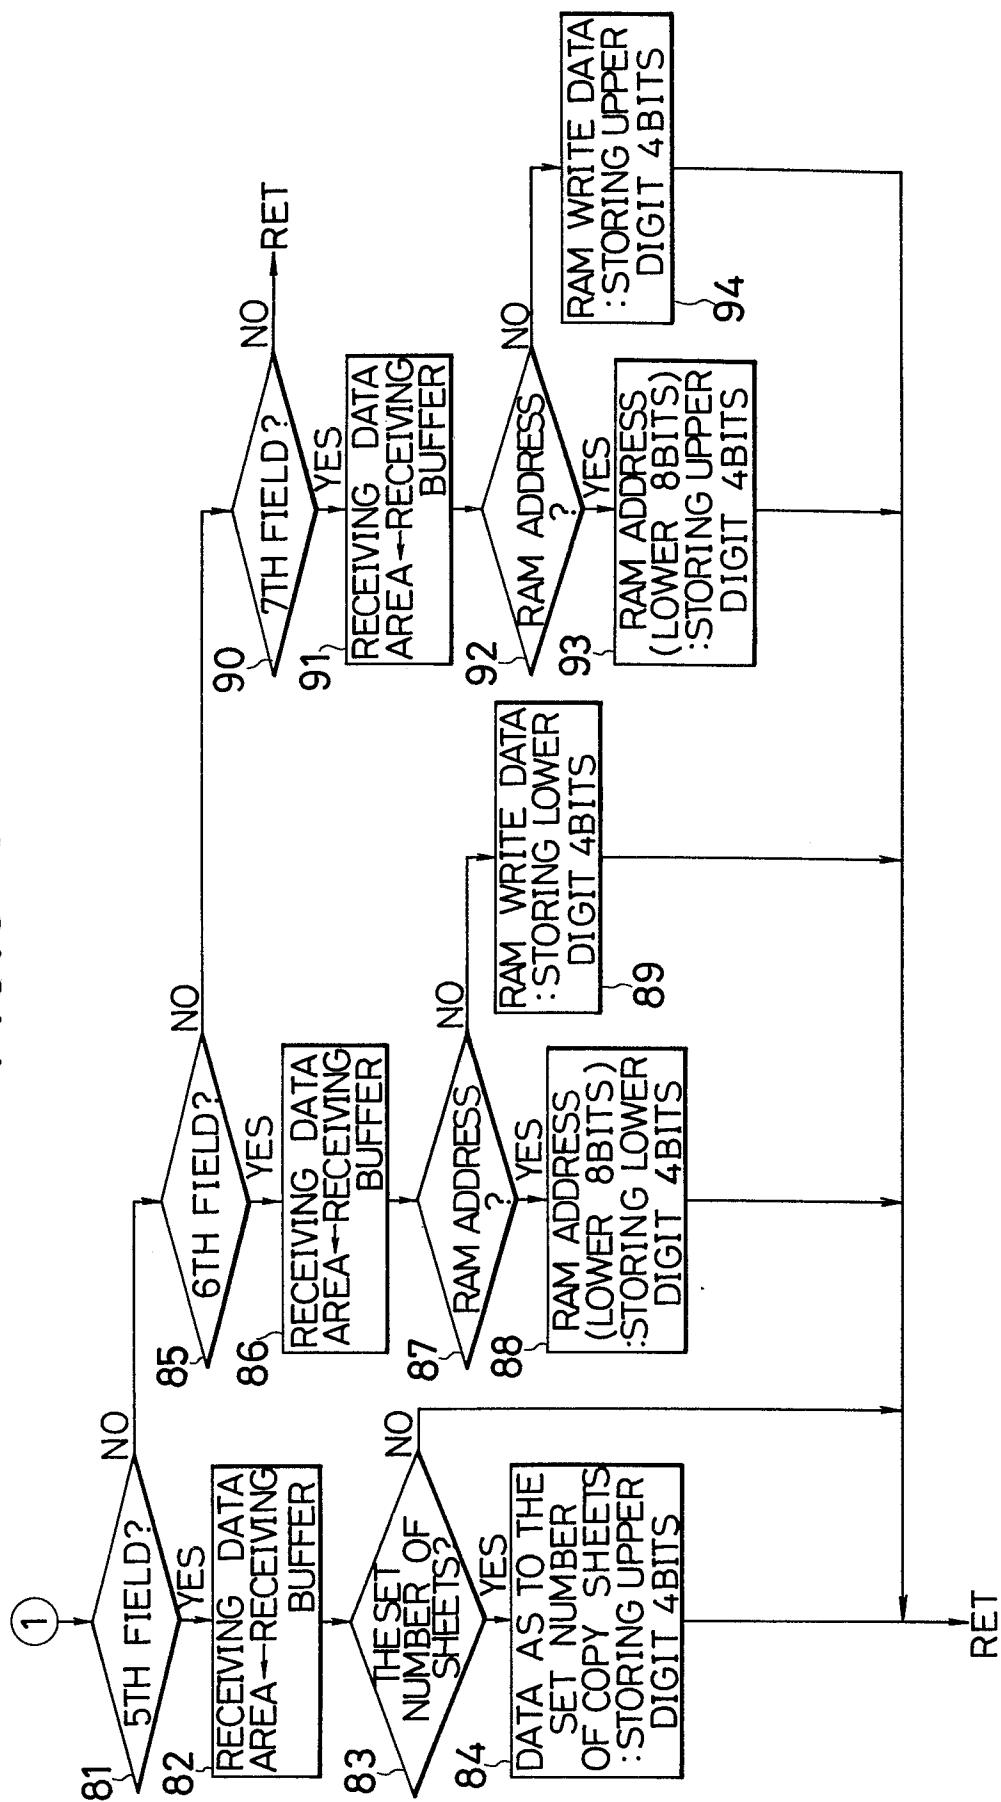 1
81
5TH FIELD?
NO
YES
82
RECEIVING DATA
AREA←RECEIVING
BUFFER
83
THE SET
NUMBER OF
SHEETS?
NO
YES
84
DATA AS TO THE
SET NUMBER
OF COPY SHEETS
:STORING UPPER
DIGIT 4BITS
85
6TH FIELD?
NO
YES
86
RECEIVING DATA
AREA←RECEIVING
BUFFER
87
RAM ADDRESS
?
NO
YES
88
RAM ADDRESS
(LOWER 8BITS)
:STORING LOWER
DIGIT 4BITS
RAM WRITE DATA
:STORING LOWER
DIGIT 4BITS
89
90
7TH FIELD?
NO
RET
YES
91
RECEIVING DATA
AREA←RECEIVING
BUFFER
92
RAM ADDRESS
?
NO
YES
93
RAM ADDRESS
(LOWER 8BITS)
:STORING UPPER
DIGIT 4BITS
RAM WRITE DATA
:STORING UPPER
DIGIT 4BITS
94
RET